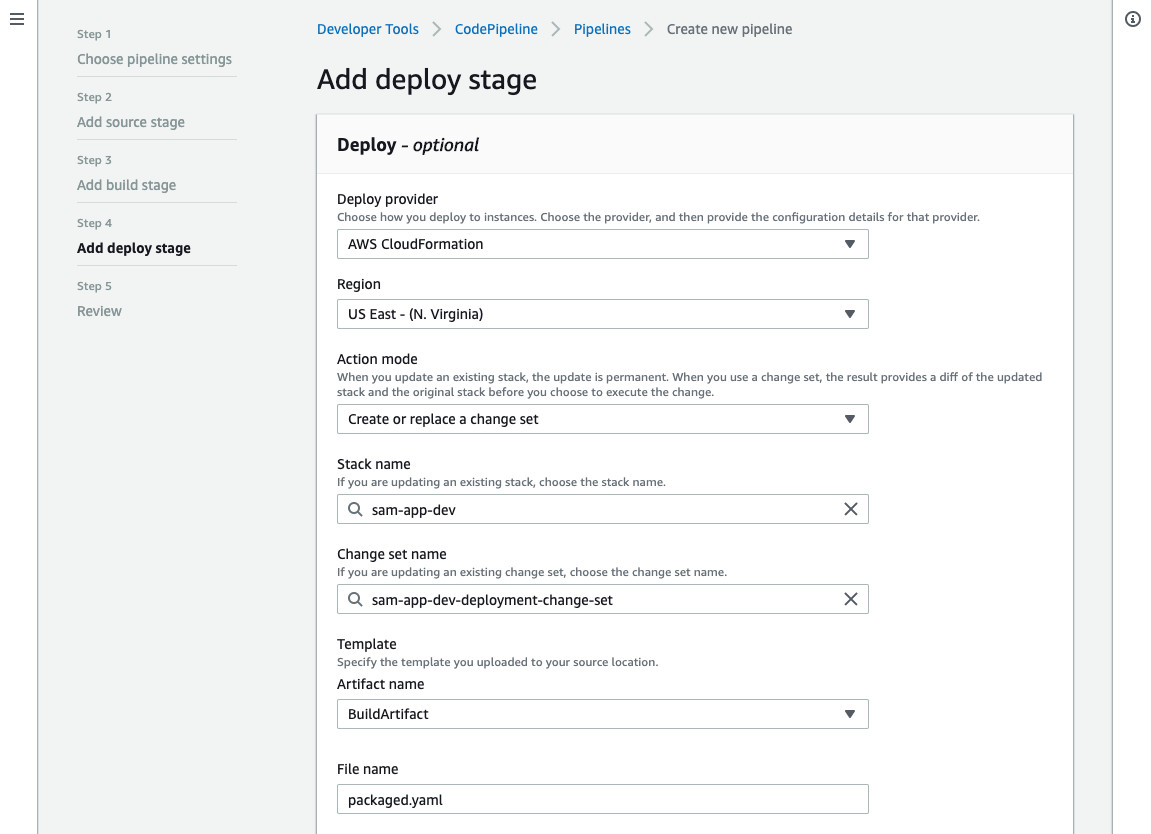 Step 1
Choose pipeline settings
Step 2
Add source stage
Step 3
Add build stage
Step 4
Add deploy stage
Step 5
Review
Developer Tools
CodePipeline
Pipelines
Create new pipeline
Add deploy stage
Deploy - optional
Deploy provider
Choose how you deploy to instances. Choose the provider, and then provide the configuration details for that provider.
AWS CloudFormation
Region
US East - (N. Virginia)
Action mode
When you update an existing stack, the update is permanent. When you use a change set, the result provides a diff of the updated
stack and the original stack before you choose to execute the change.
Create or replace a change set
Stack name
If you are updating an existing stack, choose the stack name.
sam-app-dev
Change set name
If you are updating an existing change set, choose the change set name.
sam-app-dev-deployment-change-set
Template
Specify the template you uploaded to your source location.
Artifact name
BuildArtifact
File name
packaged.yaml